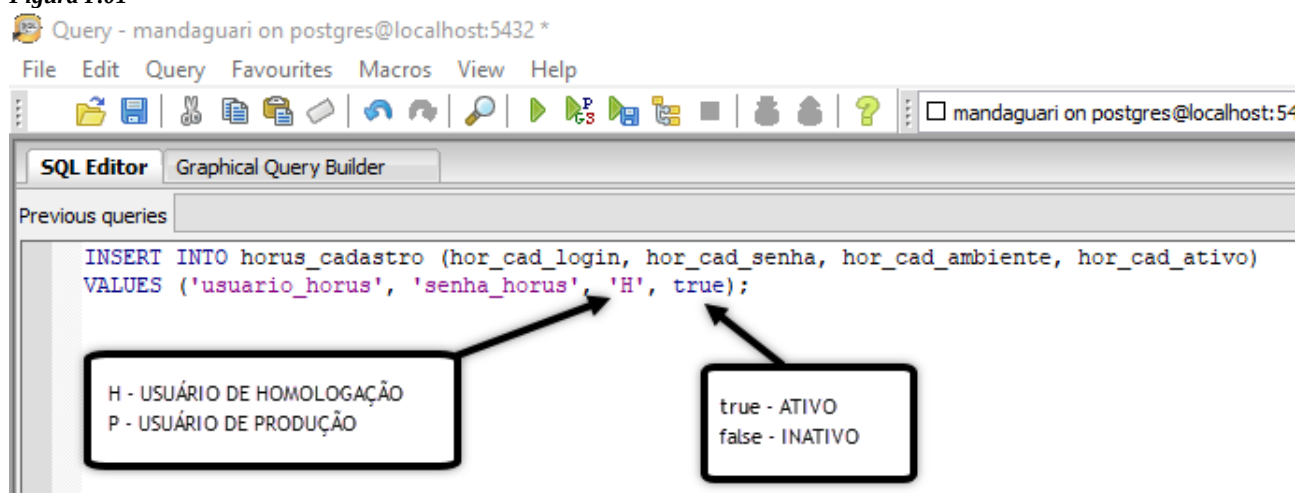 Figura 1.01
Query - mandaguari on postgres@localhost:5432 *
File Edit Query Favourites Macros View Help
mandaguari on postgres@localhost:54
SQL Editor Graphical Query Builder
Previous queries
INSERT INTO horus_cadastro (hor_cad_login, hor_cad_senha, hor_cad_ambiente, hor_cad_ativo)
VALUES ('usuario_horus', 'senha_horus', 'H', true);
H - USUÁRIO DE HOMOLOGAÇÃO
P - USUÁRIO DE PRODUÇÃO
true - ATIVO
false - INATIVO